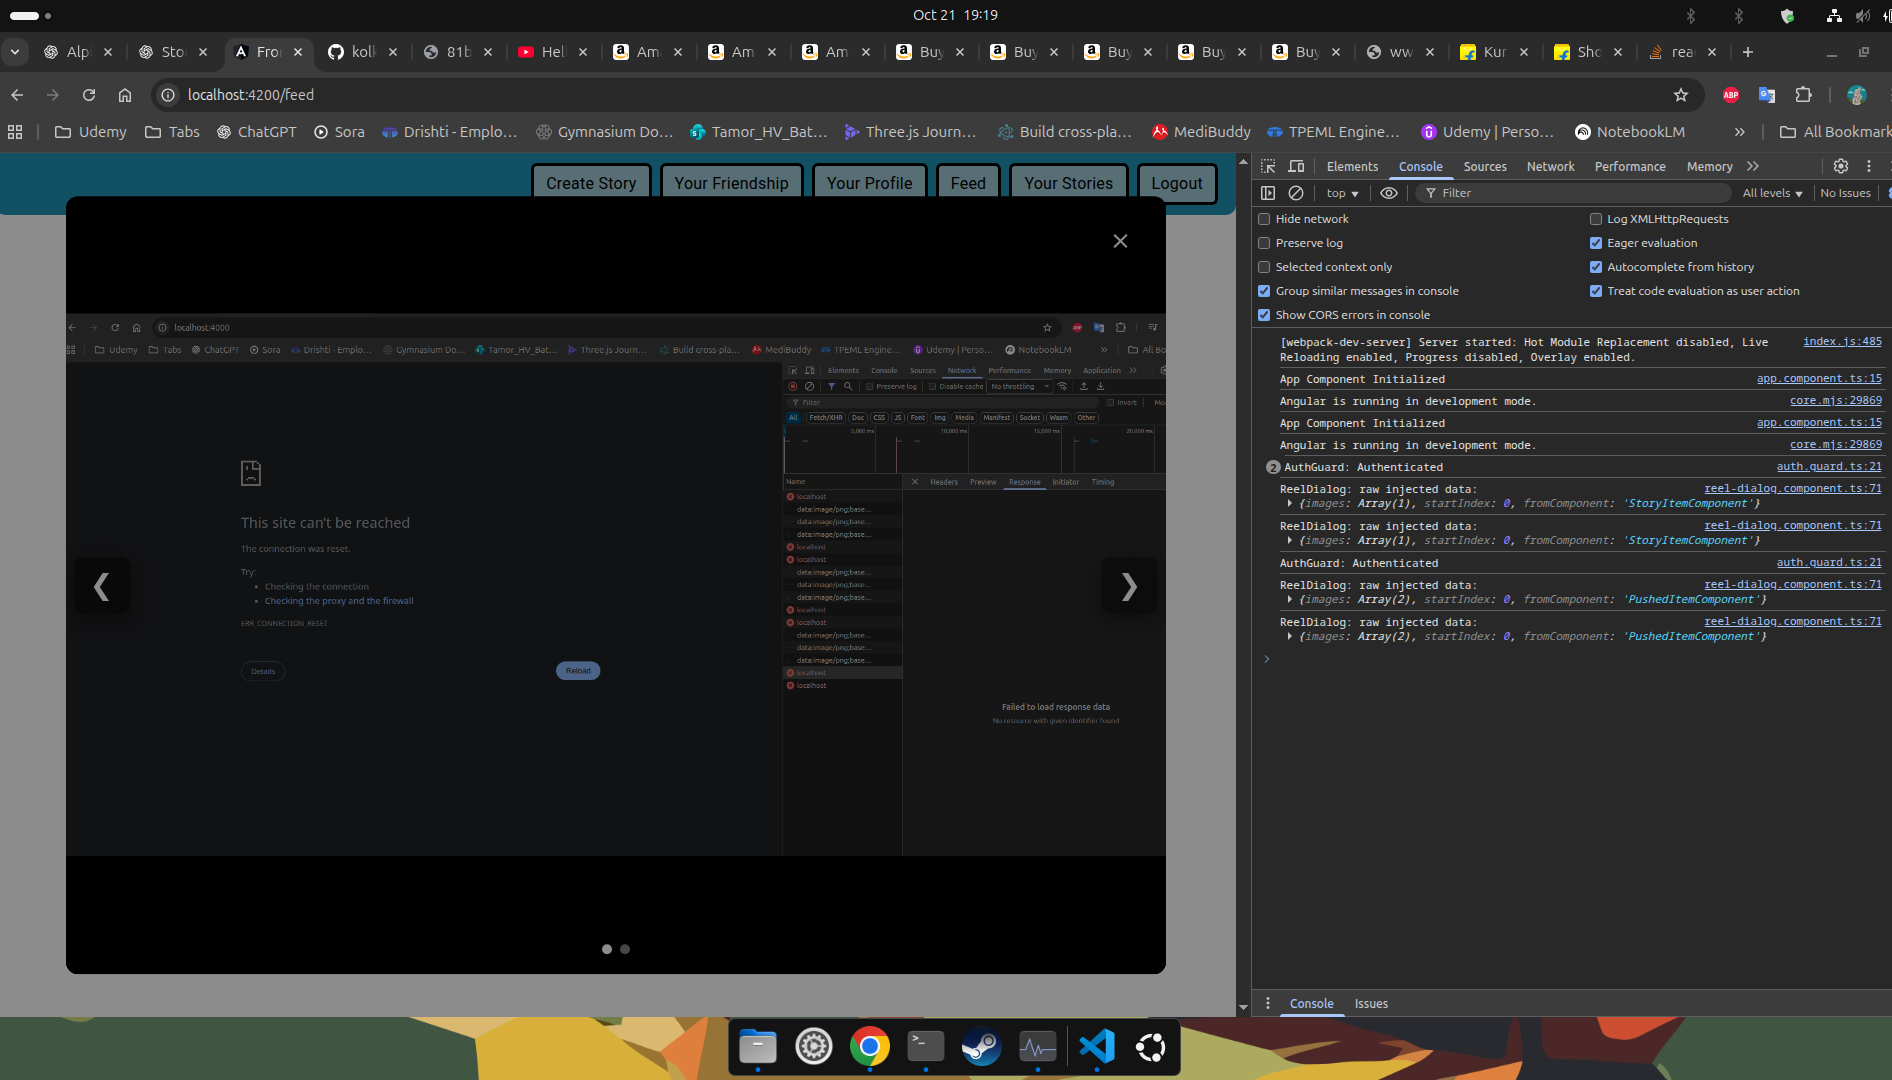 Oct 21 19:19
Alpi
Sto
Fro
kol
81b
Hell
Am
Am
Am
Buy
Buy
Buy
Buy
Buy
ww
Kur
Sho
rea
localhost:4200/feed
ABP
Udemy
Tabs
ChatGPT
Sora
Drishti - Emplo...
Gymnasium Do...
Tamor_HV_Bat...
Three.js Journ...
Build cross-pla...
MediBuddy
TPEML Engine...
Udemy | Perso...
NotebookLM
»
All Bookmark
Create Story
Your Friendship
Your Profile
Feed
Your Stories
Logout
localhost:4000
Udemy
Tabs
ChatGPT
Sora
Drishti - Emplo...
Gymnasium Do...
Tamor_HV_Bat...
Three.js Journ...
Build cross-pla...
MediBuddy
TPEML Engine...
Udemy | Perso...
NotebookLM
»
All Bo
Elements
Console
Sources
Network
Performance
Memory
Application
»
Preserve log
Disable cache
No throttling
Filter
Invert
Mo
All
Fetch/XHR
Doc
CSS
JS
Font
Img
Media
Manifest
Socket
Wasm
Other
5,000 ms
10,000 ms
15,000 ms
20,000 ms
Name
Headers
Preview
Response
Initiator
Timing
localhost
data:image/png;base...
data:image/png;base...
data:image/png;base...
localhost
localhost
data:image/png;base...
data:image/png;base...
data:image/png;base...
localhost
localhost
data:image/png;base...
data:image/png;base...
data:image/png;base...
localhost
localhost
This site can't be reached
The connection was reset.
Try:
• Checking the connection
• Checking the proxy and the firewall
ERR_CONNECTION_RESET
Details
Reload
Failed to load response data
No resource with given identifier found
Elements
Console
Sources
Network
Performance
Memory
»
top
Filter
All levels
No Issues
Hide network
Log XMLHttpRequests
Preserve log
Eager evaluation
Selected context only
Autocomplete from history
Group similar messages in console
Treat code evaluation as user action
Show CORS errors in console
[webpack-dev-server] Server started: Hot Module Replacement disabled, Live index.js:485
Reloading enabled, Progress disabled, Overlay enabled.
App Component Initialized app.component.ts:15
Angular is running in development mode. core.mjs:29869
App Component Initialized app.component.ts:15
Angular is running in development mode. core.mjs:29869
2 AuthGuard: Authenticated auth.guard.ts:21
ReelDialog: raw injected data: reel-dialog.component.ts:71
{images: Array(1), startIndex: 0, fromComponent: 'StoryItemComponent'}
ReelDialog: raw injected data: reel-dialog.component.ts:71
{images: Array(1), startIndex: 0, fromComponent: 'StoryItemComponent'}
AuthGuard: Authenticated auth.guard.ts:21
ReelDialog: raw injected data: reel-dialog.component.ts:71
{images: Array(2), startIndex: 0, fromComponent: 'PushedItemComponent'}
ReelDialog: raw injected data: reel-dialog.component.ts:71
{images: Array(2), startIndex: 0, fromComponent: 'PushedItemComponent'}
Console
Issues